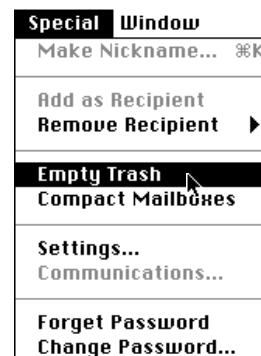 Special Window
Make Nickname... ⌘K
Add as Recipient
Remove Recipient ▶
Empty Trash
Compact Mailboxes
Settings...
Communications...
Forget Password
Change Password...